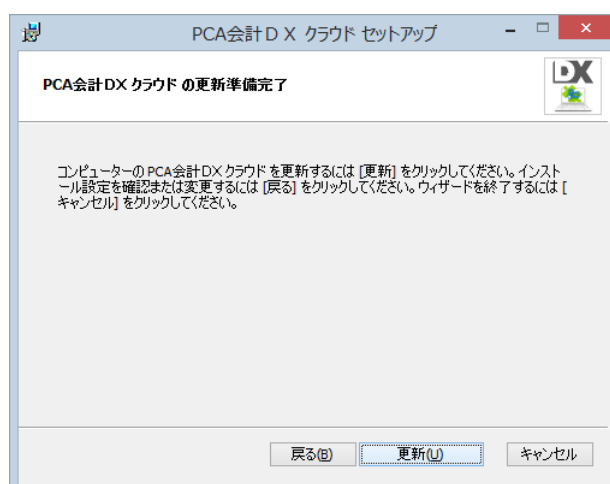 PCA会計ＤＸ クラウド セットアップ
PCA会計DX クラウド の更新準備完了
DX
コンピューターの PCA会計DX クラウド を更新するには [更新] をクリックしてください。インスト
ール設定を確認または変更するには [戻る] をクリックしてください。ウィザードを終了するには [
キャンセル] をクリックしてください。
戻る(B)
更新(U)
キャンセル